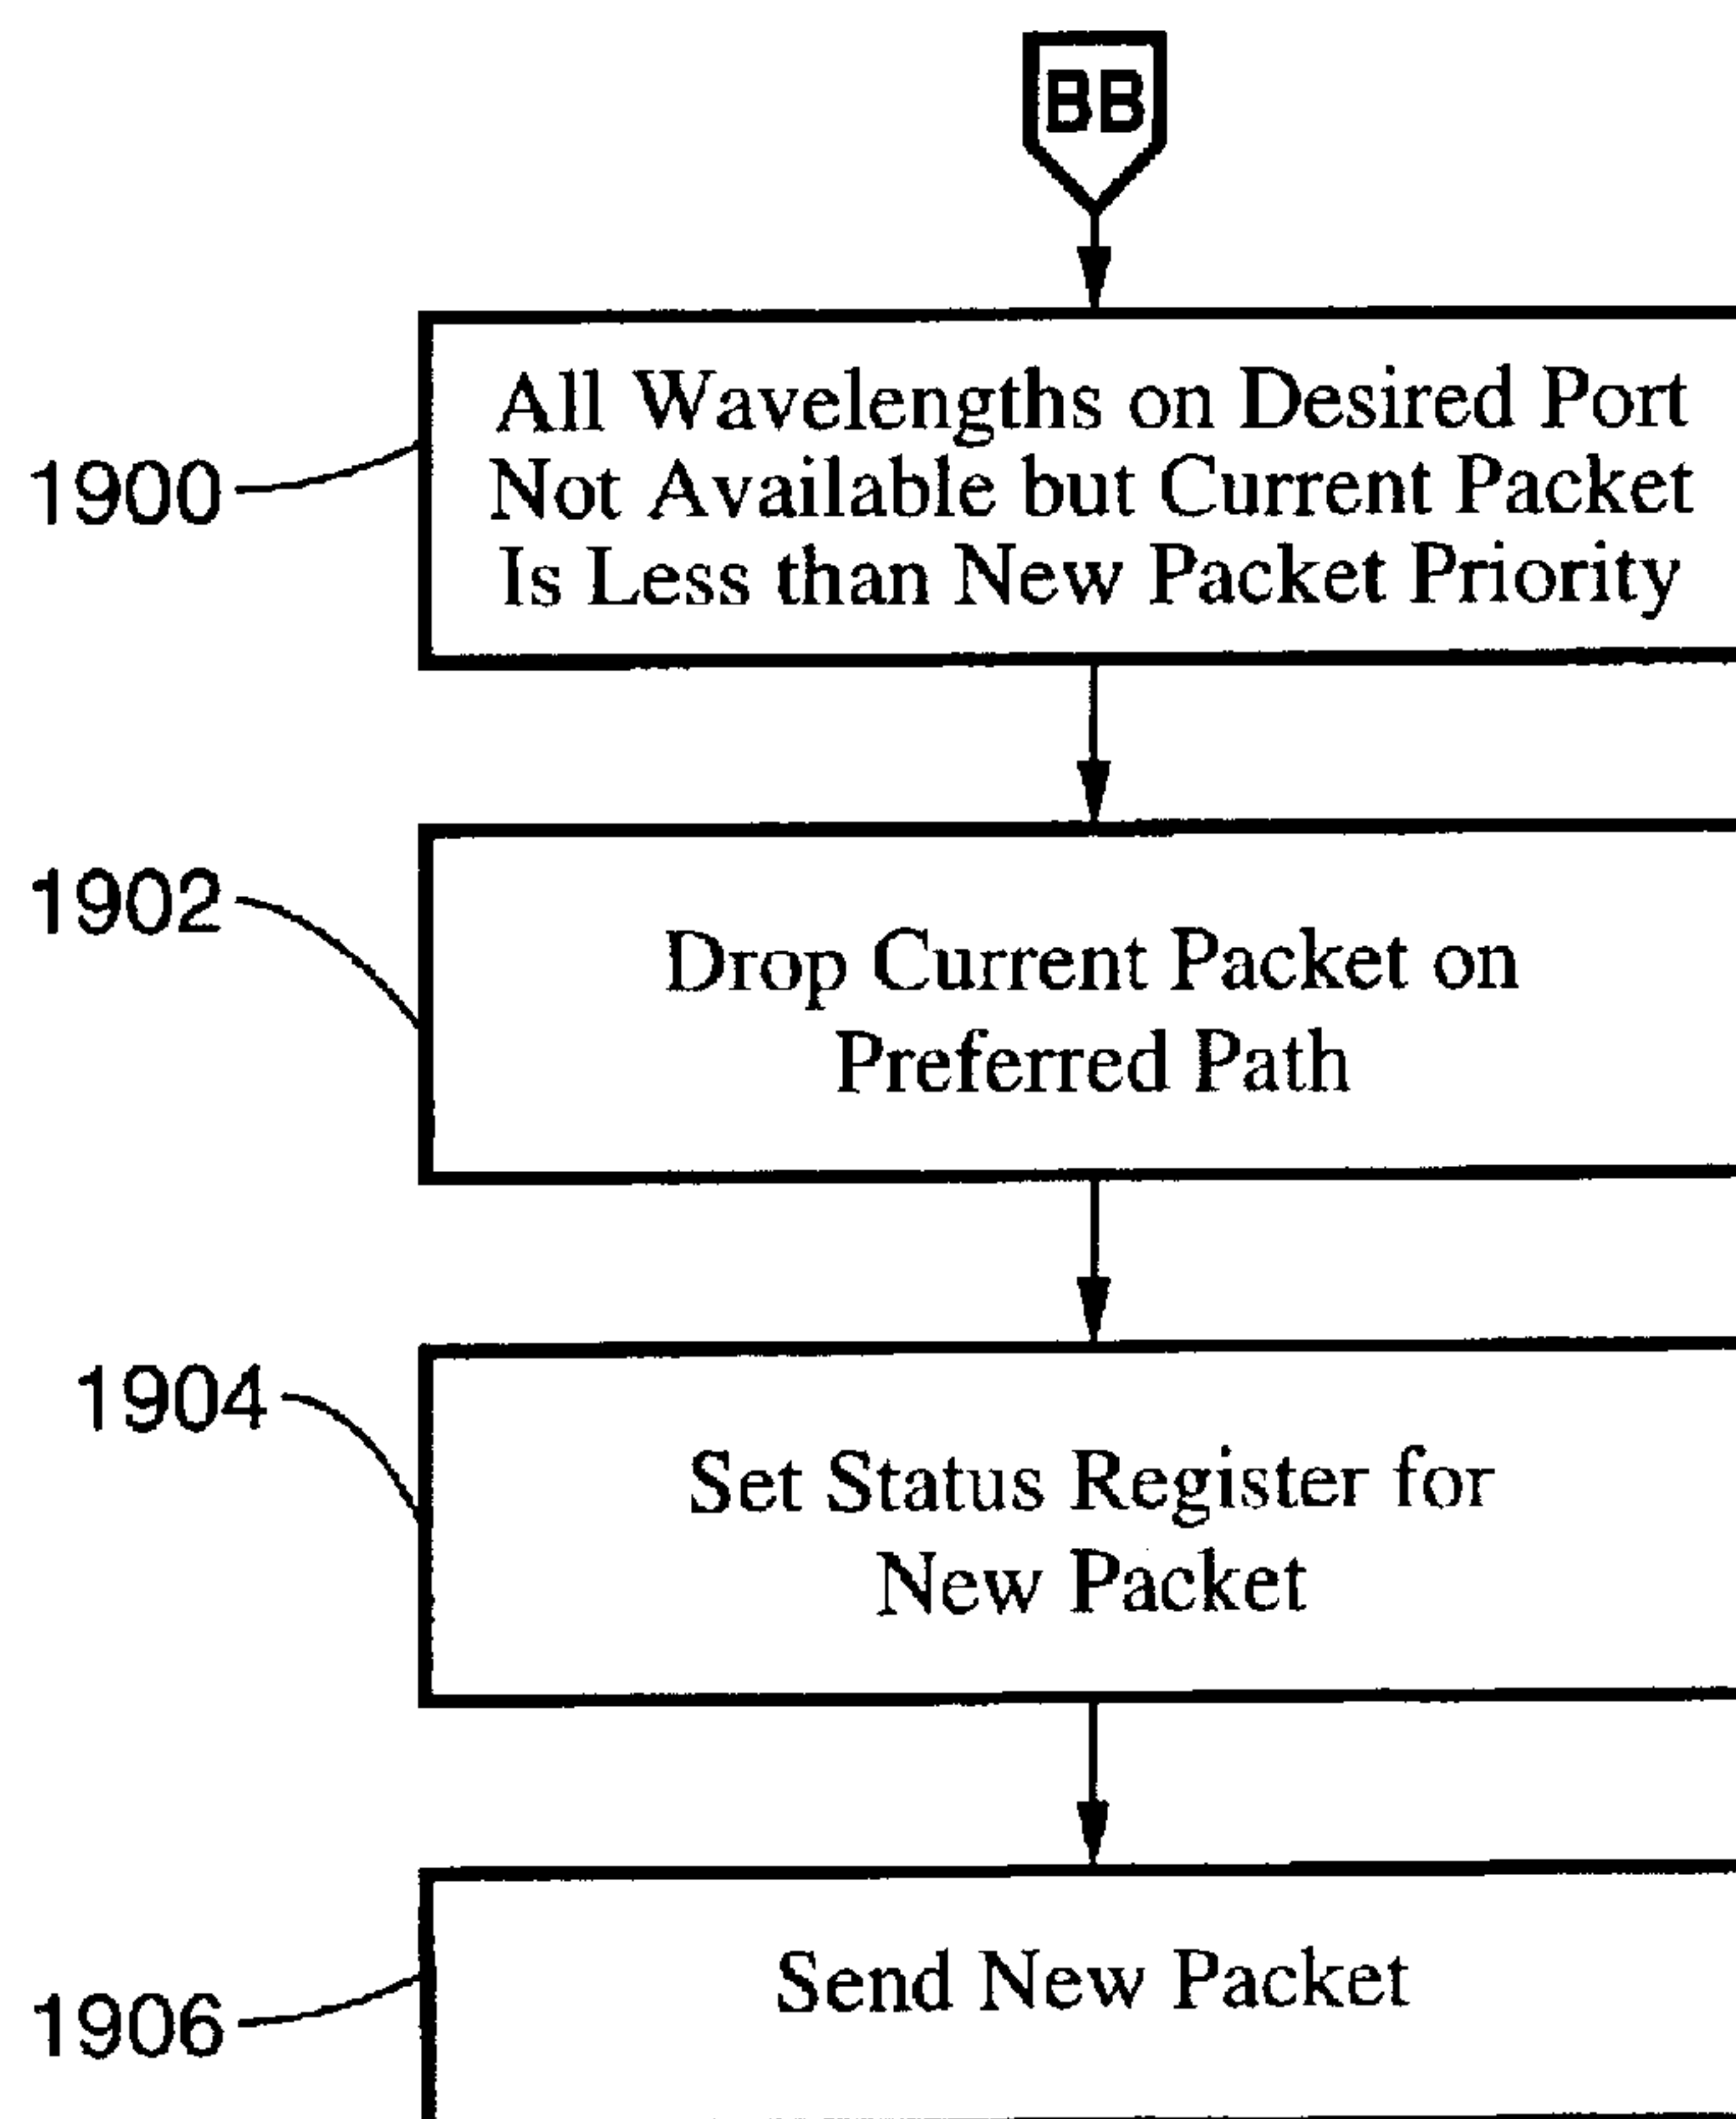 BB
All Wavelengths on Desired Port
Not Available but Current Packet
Is Less than New Packet Priority
1900
1902
Drop Current Packet on
Preferred Path
1904
Set Status Register for
New Packet
Send New Packet
1906